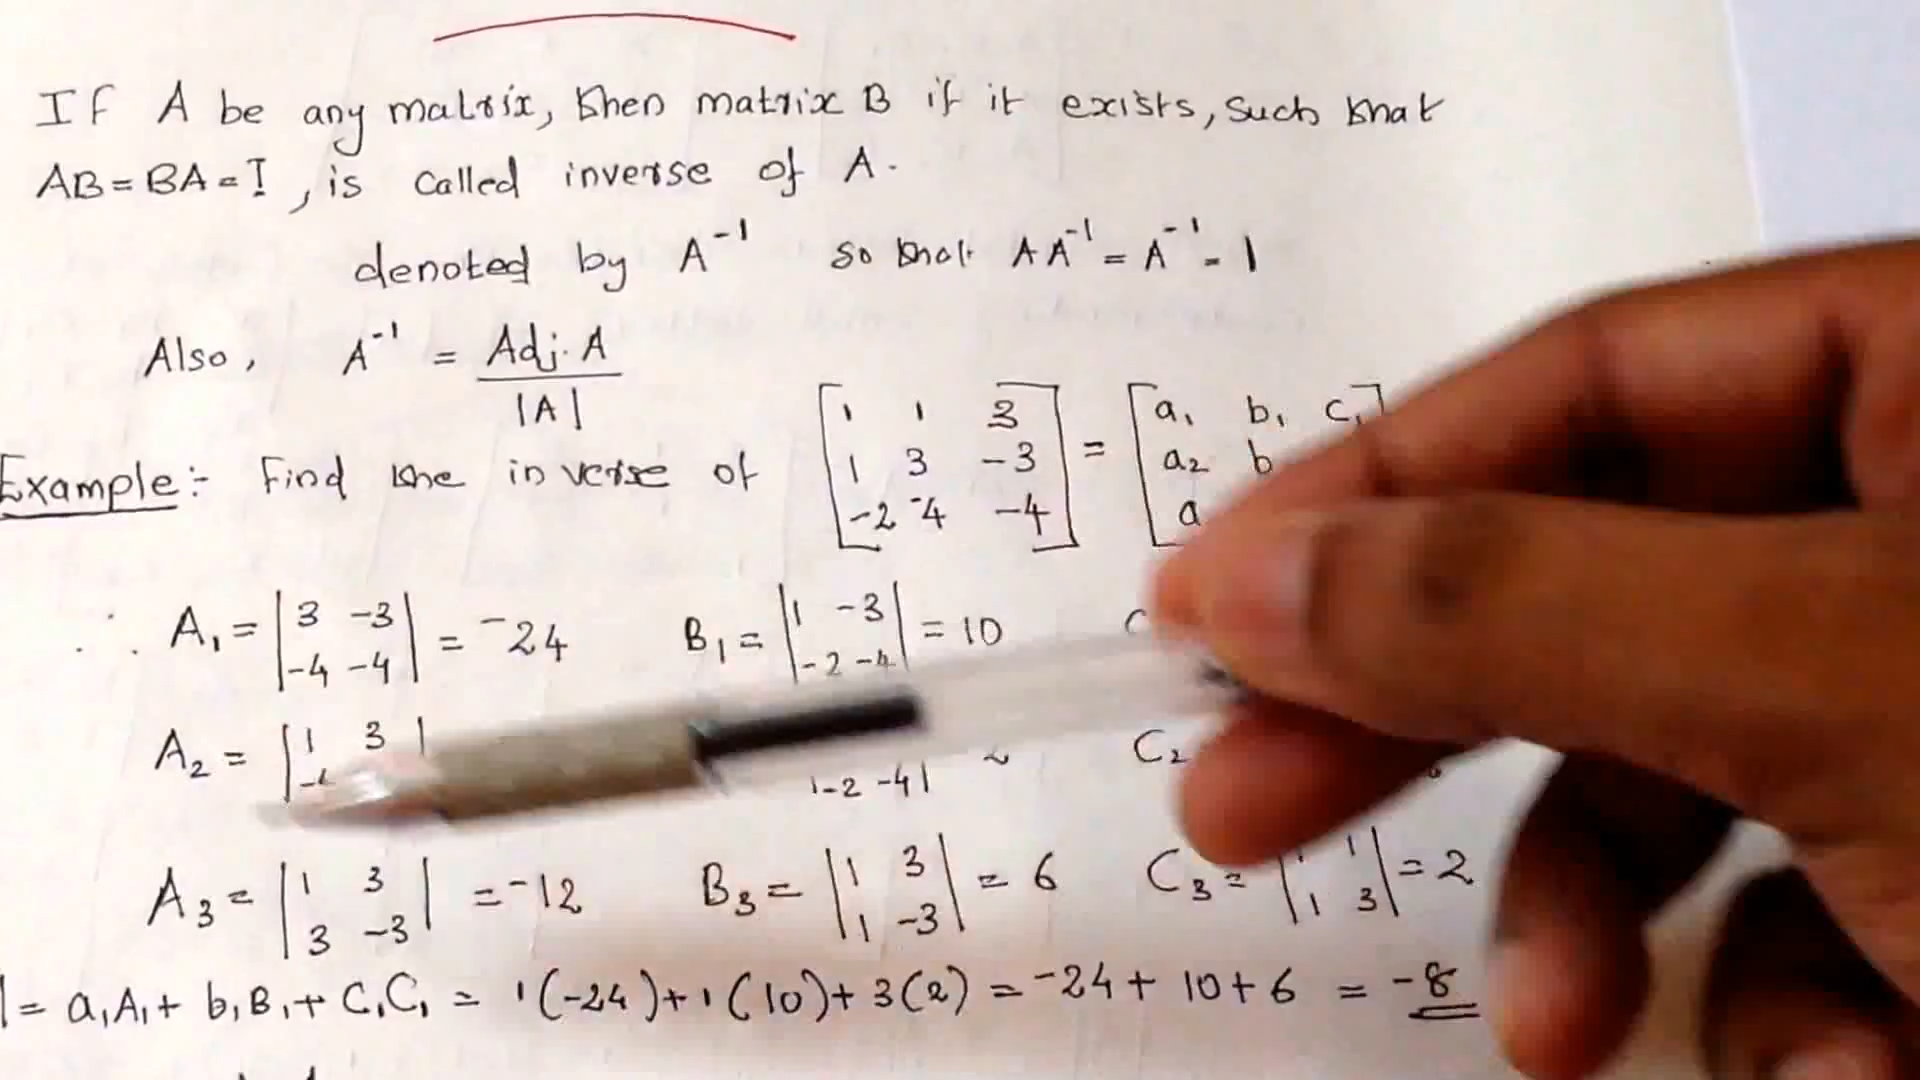 If A be any matrix, then matrix B if it exists, such that
AB = BA = I, is called inverse of A.
denoted by A⁻¹ so that AA⁻¹ = A⁻¹ = 1
Also, A⁻¹ = Adj. A / |A|
Example:- Find the inverse of [1 1 3; 1 3 -3; -2 -4 -4] = [a₁ b₁ c₁; a₂ b; a
∴ A₁ = |3 -3; -4 -4| = -24 B₁ = |1 -3; -2 -4| = 10 C
A₂ = |1 3; -4 | -2 -4| C₂
A₃ = |1 3; 3 -3| = -12 B₃ = |1 3; 1 -3| = 6 C₃ = |1 1; 1 3| = 2
| = a₁A₁ + b₁B₁ + C₁C₁ = 1(-24) + 1(10) + 3(2) = -24 + 10 + 6 = -8